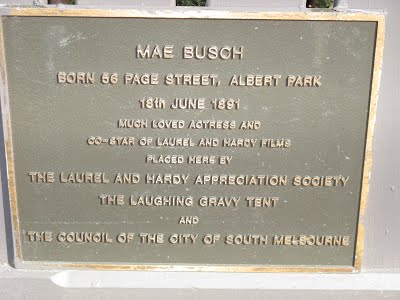 MAE BUSCH
BORN 56 PAGE STREET, ALBERT PARK
18th JUNE 1891
MUCH LOVED ACTRESS AND
CO-STAR OF LAUREL AND HARDY FILMS
PLACED HERE BY
THE LAUREL AND HARDY APPRECIATION SOCIETY
THE LAUGHING GRAVY TENT
AND
THE COUNCIL OF THE CITY OF SOUTH MELBOURNE